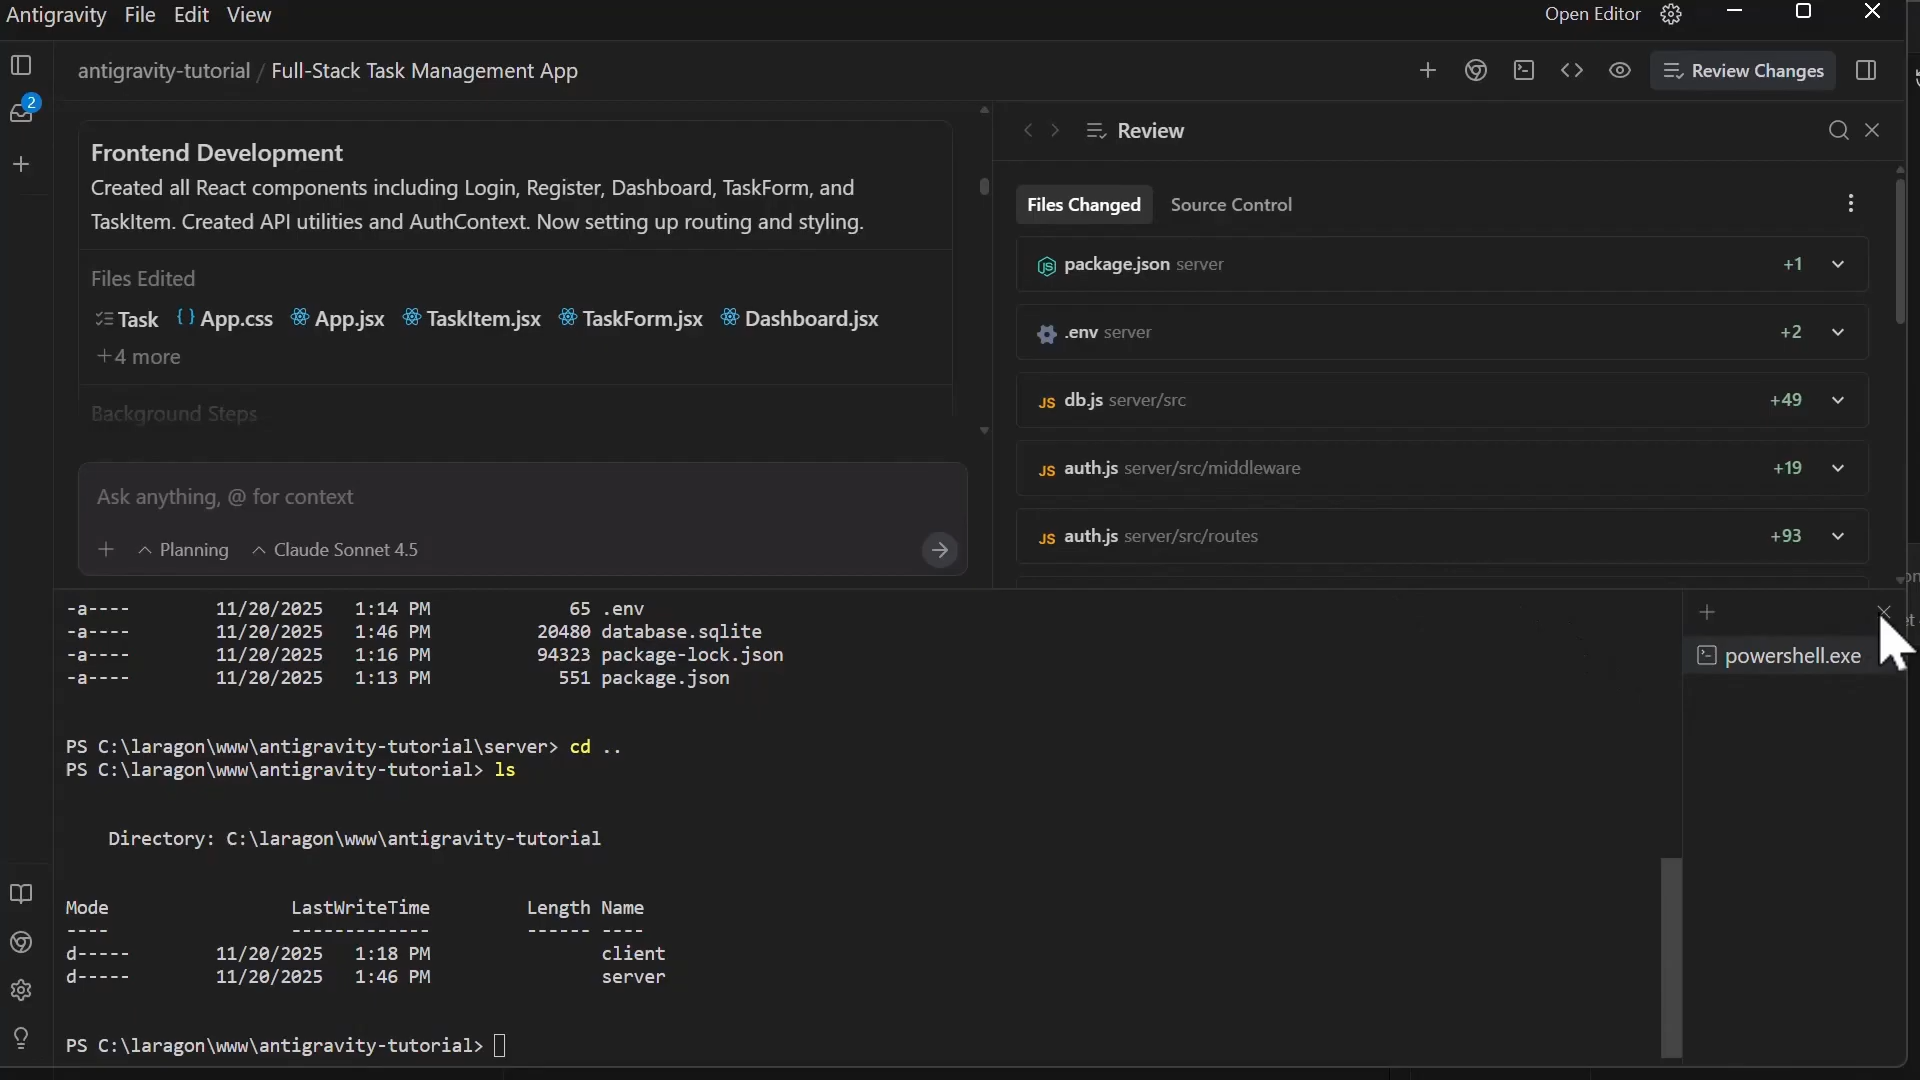 Antigravity File Edit View
Open Editor
antigravity-tutorial / Full-Stack Task Management App
Review Changes
2
Frontend Development
Created all React components including Login, Register, Dashboard, TaskForm, and
TaskItem. Created API utilities and AuthContext. Now setting up routing and styling.
Files Edited
Task App.css App.jsx TaskItem.jsx TaskForm.jsx Dashboard.jsx
+4 more
Background Steps
Ask anything, @ for context
Planning Claude Sonnet 4.5
Review
Files Changed Source Control
package.json server +1
.env server +2
JS db.js server/src +49
JS auth.js server/src/middleware +19
JS auth.js server/src/routes +93
-a---- 11/20/2025 1:14 PM 65 .env
-a---- 11/20/2025 1:46 PM 20480 database.sqlite
-a---- 11/20/2025 1:16 PM 94323 package-lock.json
-a---- 11/20/2025 1:13 PM 551 package.json
PS C:\laragon\www\antigravity-tutorial\server> cd ..
PS C:\laragon\www\antigravity-tutorial> ls
Directory: C:\laragon\www\antigravity-tutorial
Mode LastWriteTime Length Name
---- ------------- ------ ----
d----- 11/20/2025 1:18 PM client
d----- 11/20/2025 1:46 PM server
PS C:\laragon\www\antigravity-tutorial>
powershell.exe